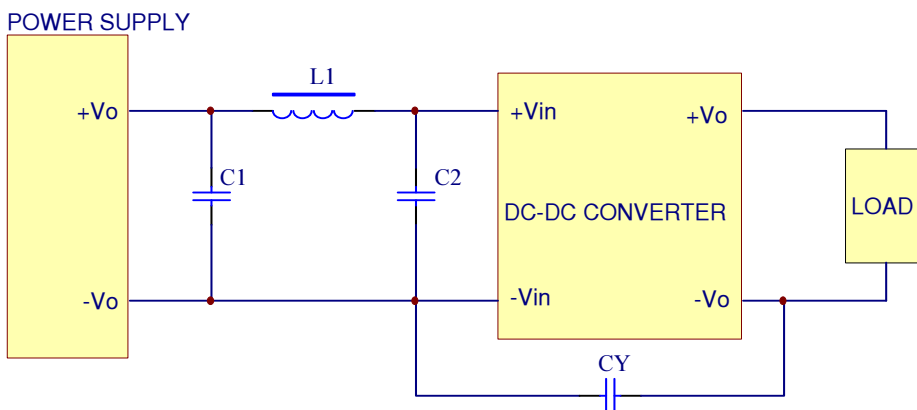 POWER SUPPLY
L1
+Vo
+Vin
+Vo
C1
C2
DC-DC CONVERTER
LOAD
-Vo
-Vin
-Vo
CY